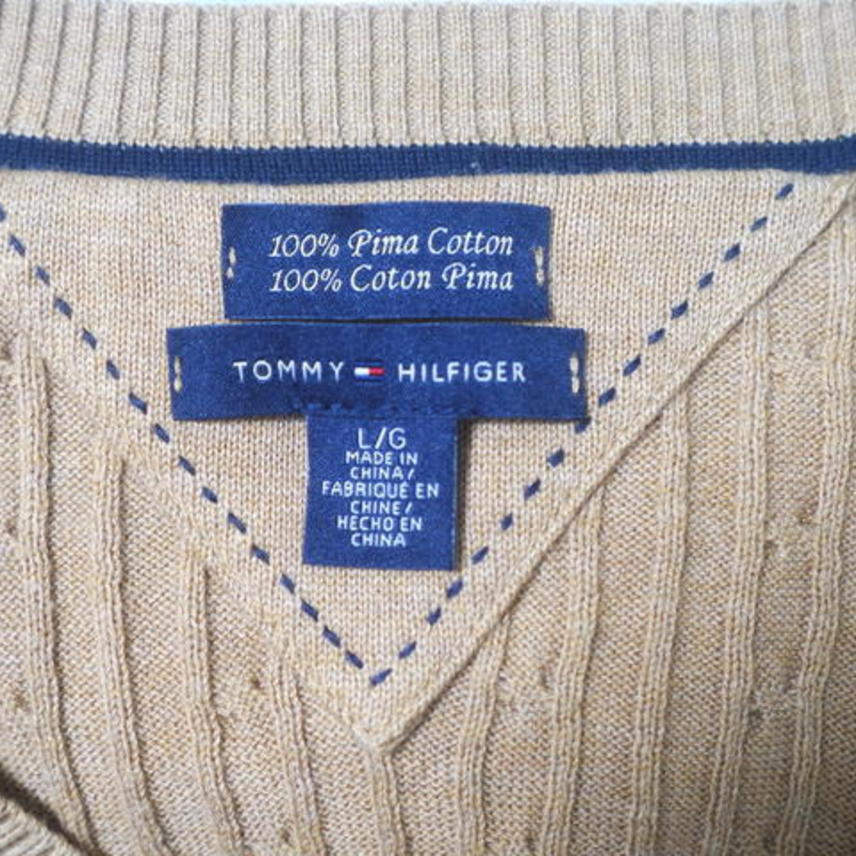 100% Pima Cotton
100% Coton Pima
TOMMY HILFIGER
L/G
MADE IN
CHINA/
FABRIQUÉ EN
CHINE/
HECHO EN
CHINA